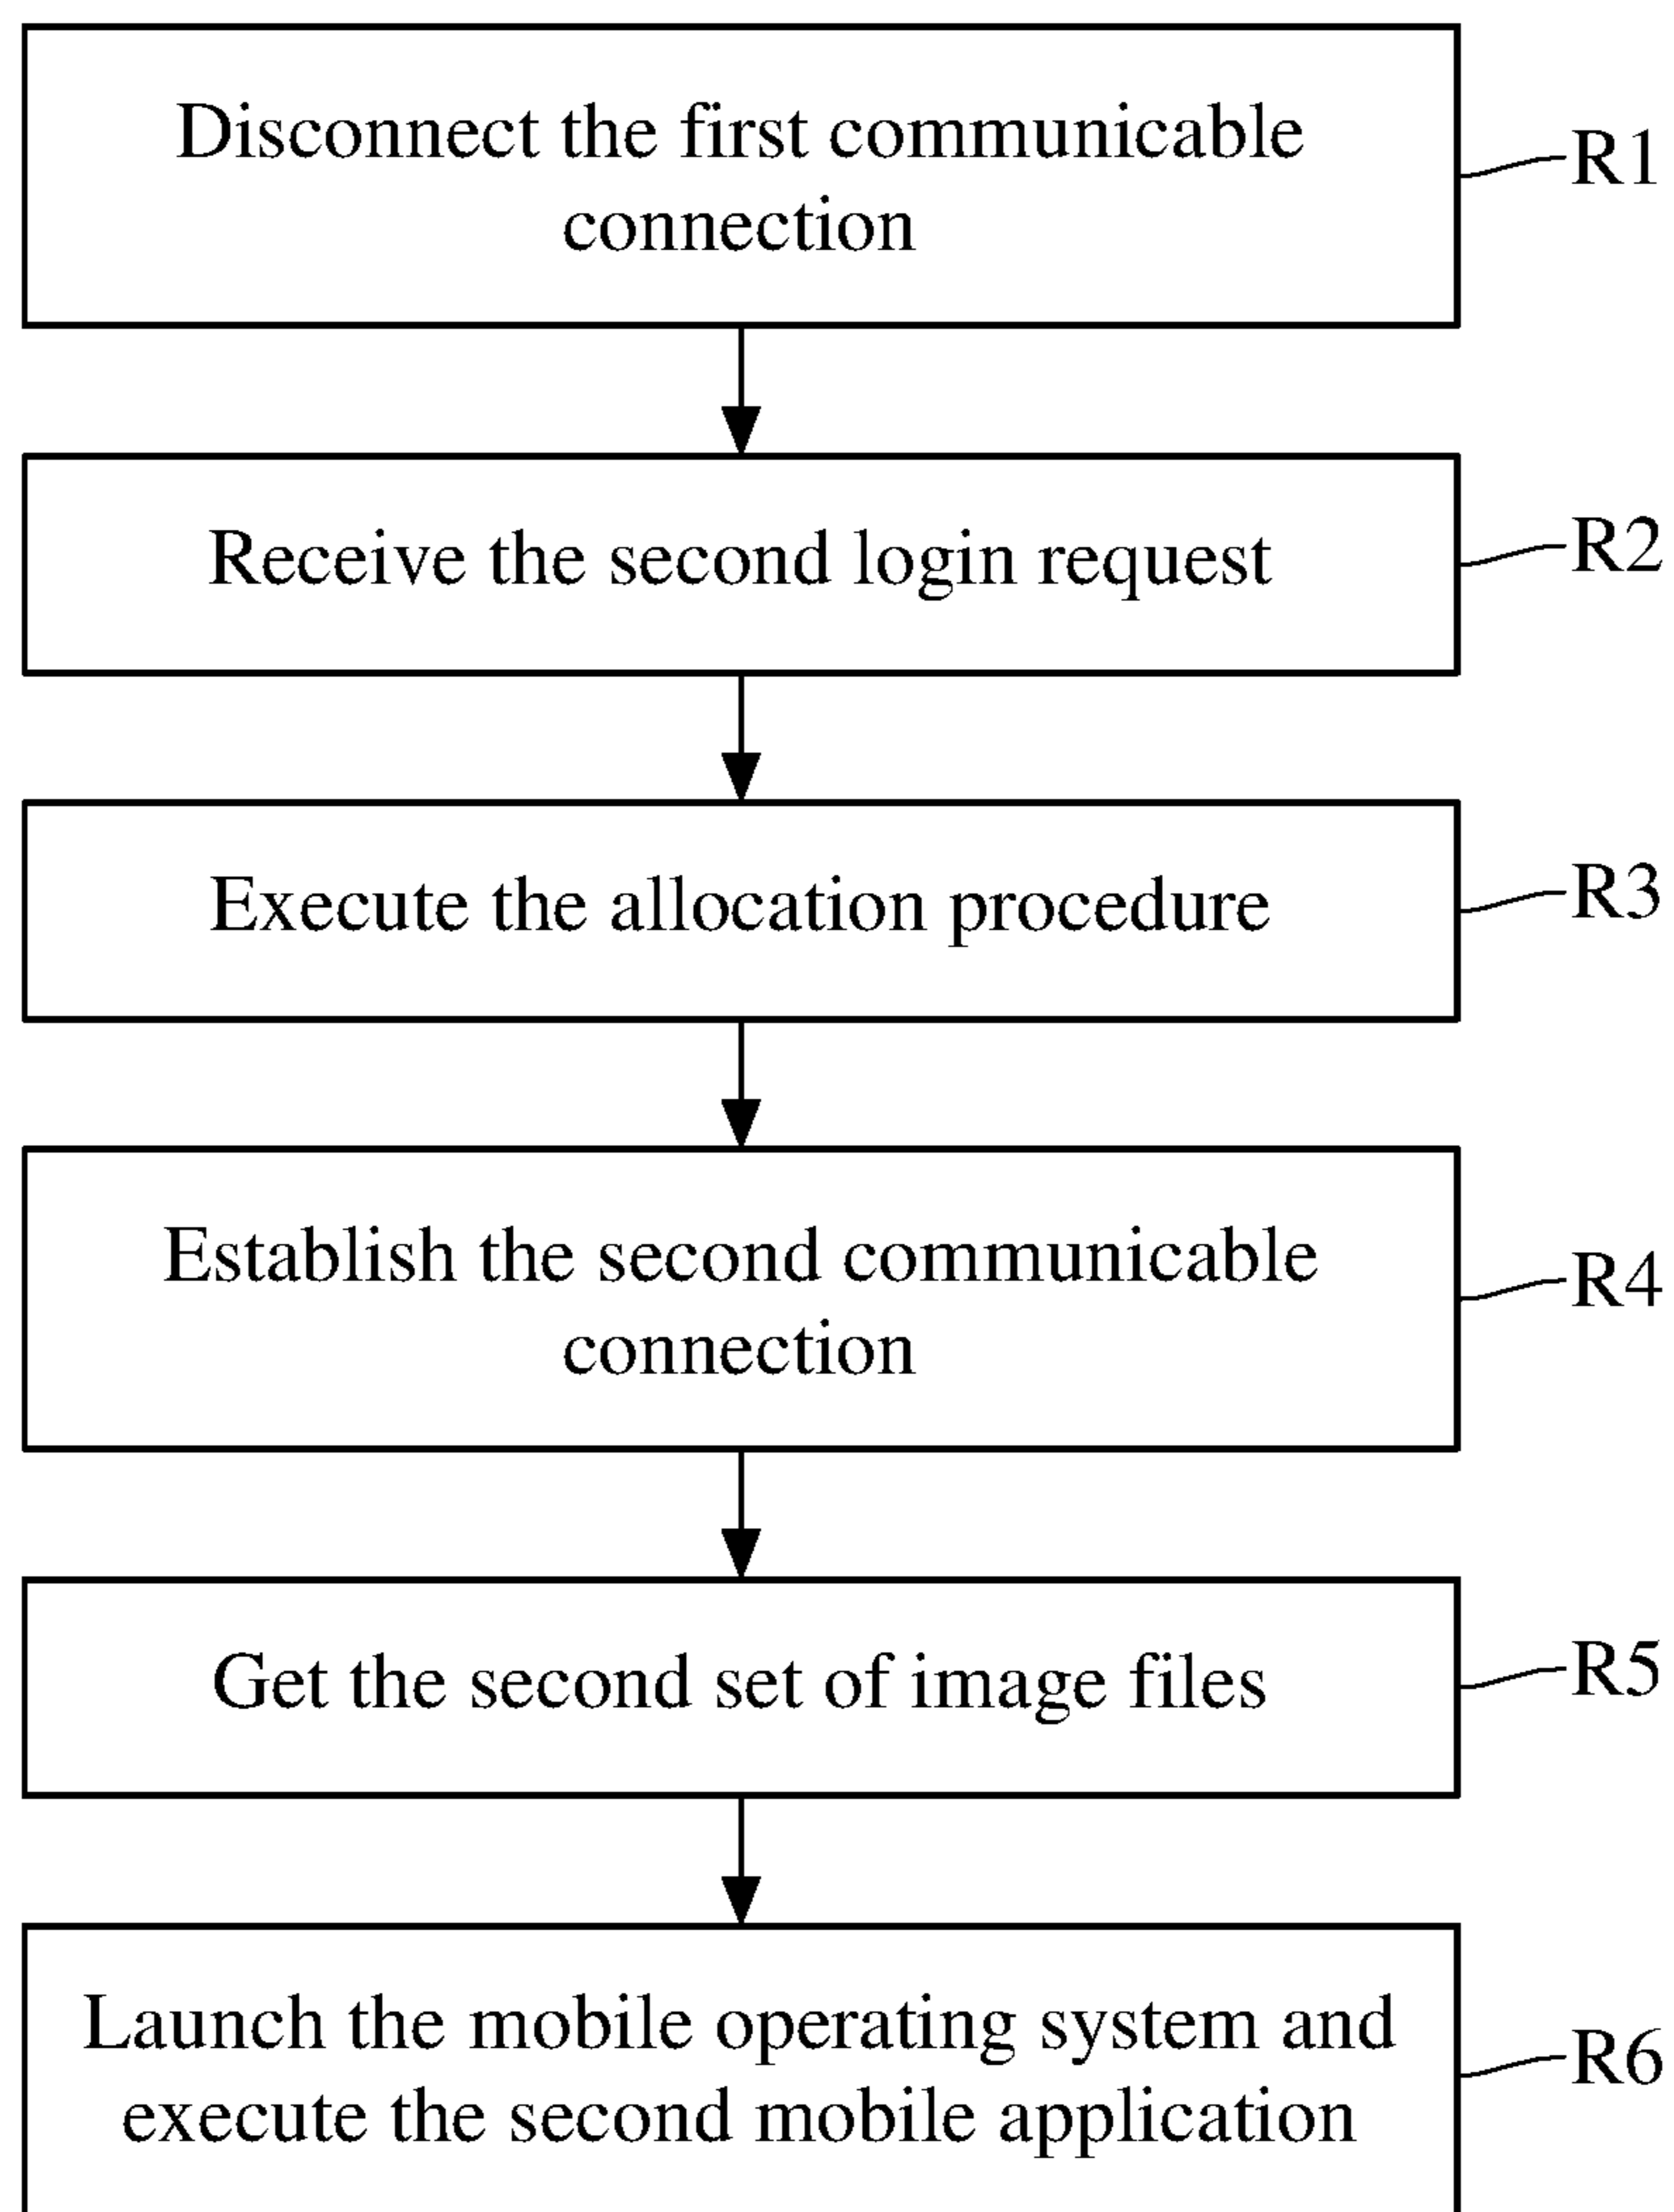 Disconnect the first communicable
connection
R1
Receive the second login request
R2
Execute the allocation procedure
R3
Establish the second communicable
connection
R4
Get the second set of image files
R5
Launch the mobile operating system and
execute the second mobile application
R6